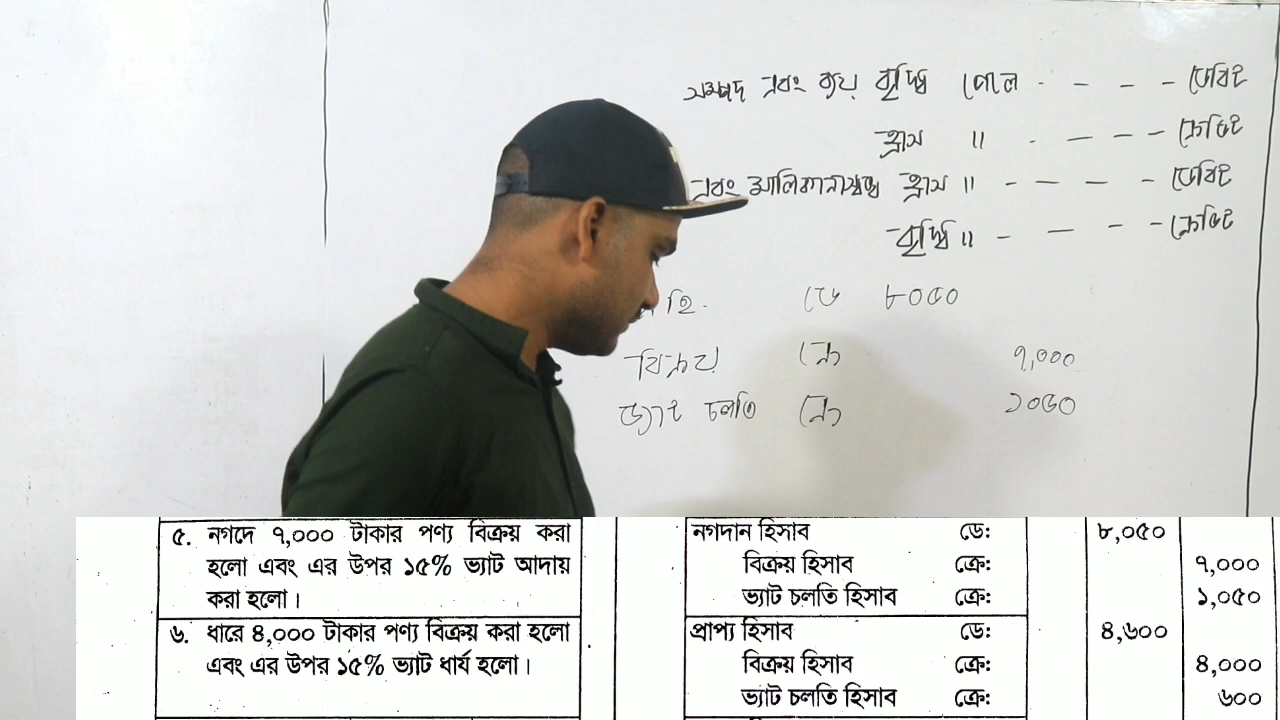 সম্পদ এবং ব্যয় বৃদ্ধি পেলে - - - - ডেবিট
হ্রাস " - - - - ক্রেডিট
এবং মালিকানাস্বত্ব হ্রাস " - - - - ডেবিট
বৃদ্ধি " - - - - ক্রেডিট
হি. ডে ৮০৫০
বিক্রয় ক্রে ৭,০০০
ভ্যাট চলতি ক্রে ১০৫০
৫. নগদে ৭,০০০ টাকার পণ্য বিক্রয় করা
হলো এবং এর উপর ১৫% ভ্যাট আদায়
করা হলো।
নগদান হিসাব ডে: ৮,০৫০
বিক্রয় হিসাব ক্রে: ৭,০০০
ভ্যাট চলতি হিসাব ক্রে: ১,০৫০
৬. ধারে ৪,০০০ টাকার পণ্য বিক্রয় করা হলো
এবং এর উপর ১৫% ভ্যাট ধার্য হলো।
প্রাপ্য হিসাব ডে: ৪,৬০০
বিক্রয় হিসাব ক্রে: ৪,০০০
ভ্যাট চলতি হিসাব ক্রে: ৬০০